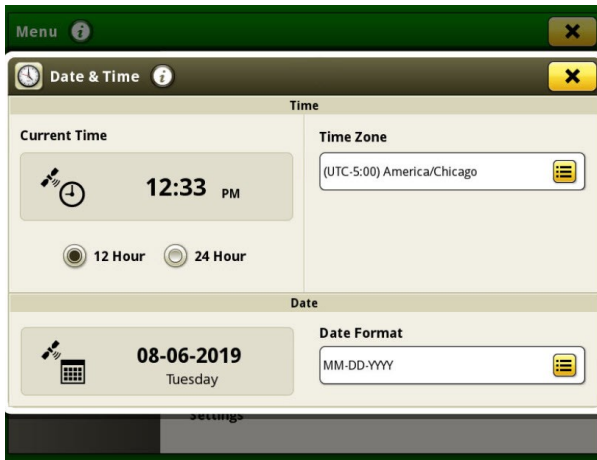 Menu
Date & Time
Time
Current Time
Time Zone
12:33 PM
(UTC-5:00) America/Chicago
12 Hour 24 Hour
Date
08-06-2019
Tuesday
Date Format
MM-DD-YYYY
Settings